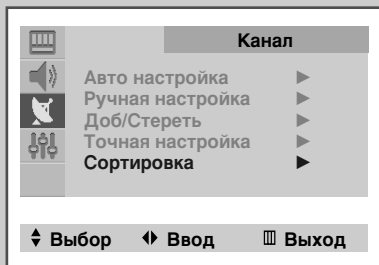 Канал
Авто настройка
Ручная настройка
Доб/Стереть
Точная настройка
Сортировка
Выбор Ввод Выход